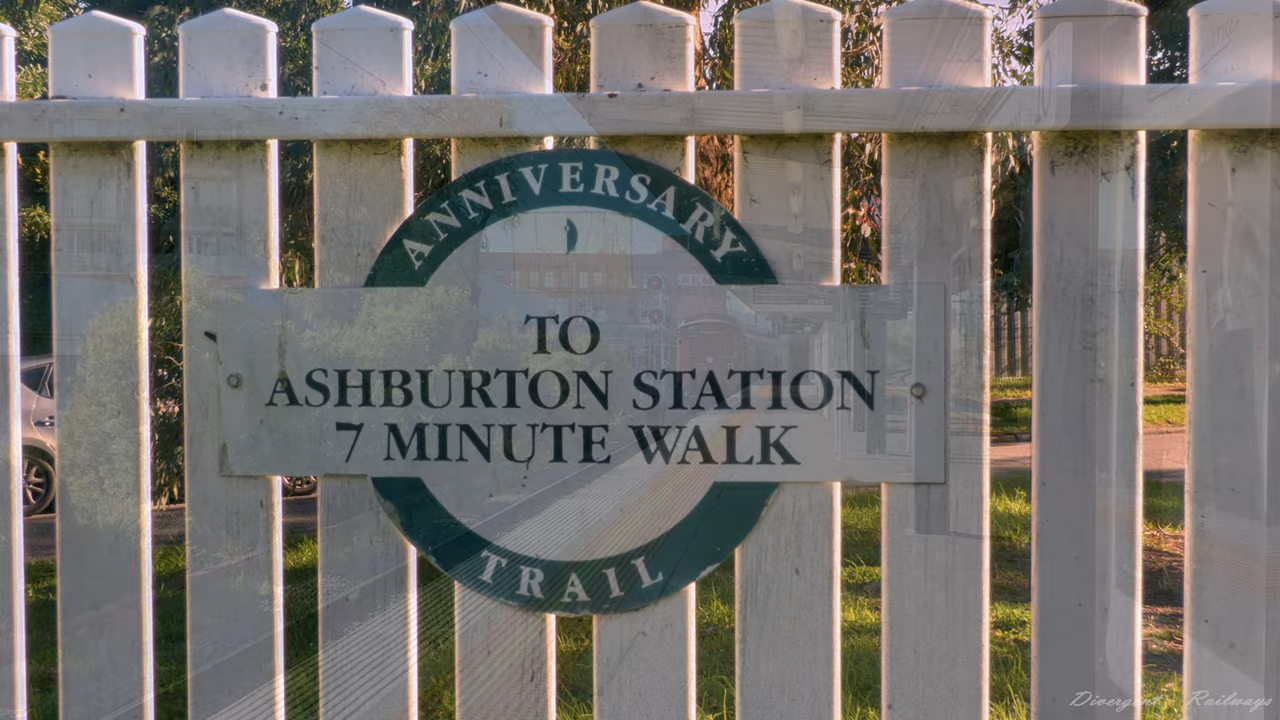 ANNIVERSARY
TO
ASHBURTON STATION
7 MINUTE WALK
TRAIL
Divergent Railways